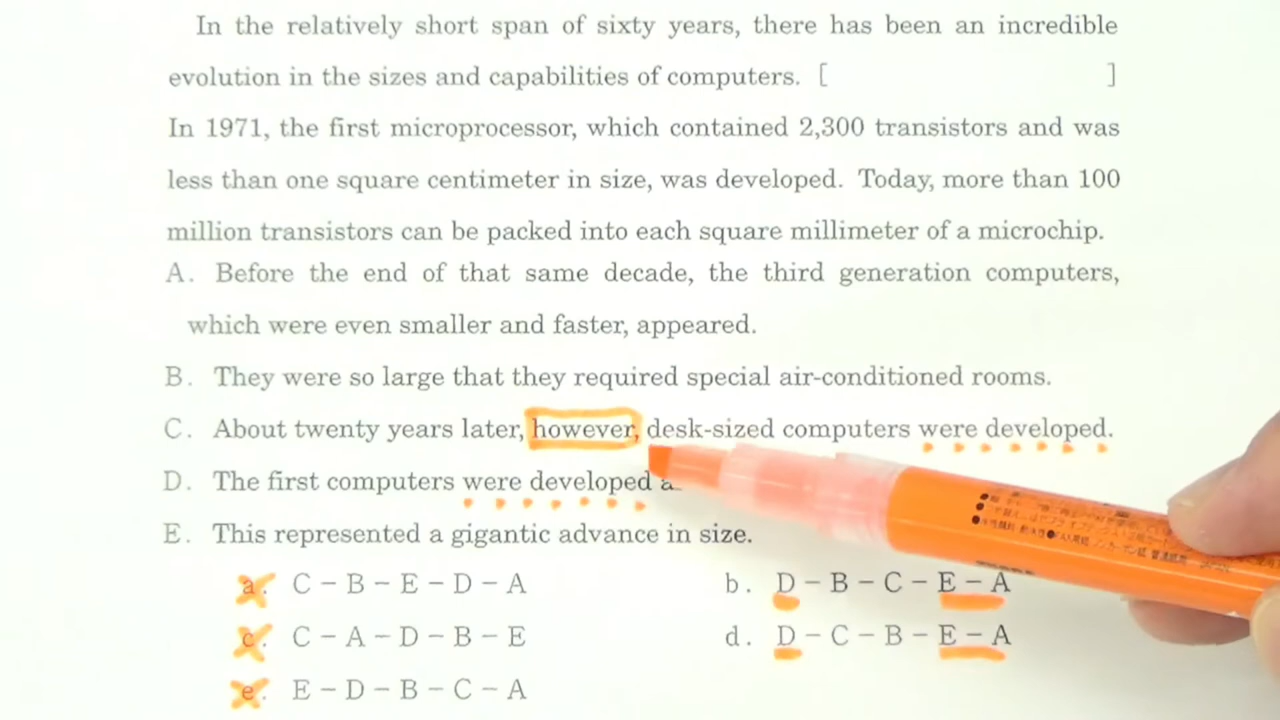 In the relatively short span of sixty years, there has been an incredible
evolution in the sizes and capabilities of computers. [ ]
In 1971, the first microprocessor, which contained 2,300 transistors and was
less than one square centimeter in size, was developed. Today, more than 100
million transistors can be packed into each square millimeter of a microchip.
A. Before the end of that same decade, the third generation computers,
which were even smaller and faster, appeared.
B. They were so large that they required special air-conditioned rooms.
C. About twenty years later, however, desk-sized computers were developed.
D. The first computers were developed
E. This represented a gigantic advance in size.
a. C – B – E – D – A
b. D – B – C – E – A
c. C – A – D – B – E
d. D – C – B – E – A
e. E – D – B – C – A